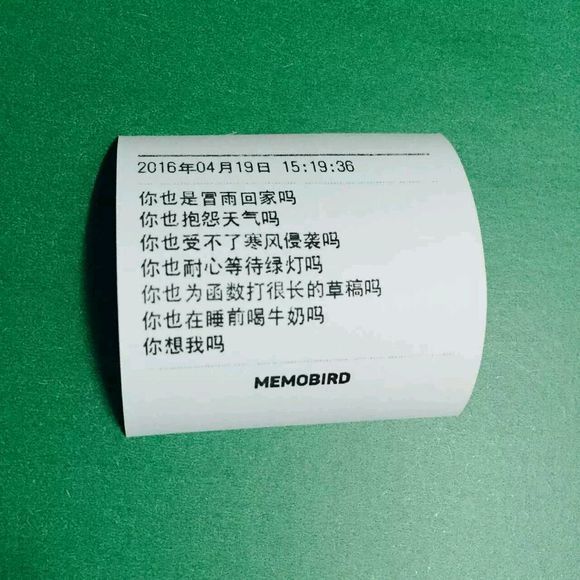 2016年04月19日 15:19:36
你也是冒雨回家吗
你也抱怨天气吗
你也受不了寒风侵袭吗
你也耐心等待绿灯吗
你也为函数打很长的草稿吗
你也在睡前喝牛奶吗
你想我吗
MEMOBIRD